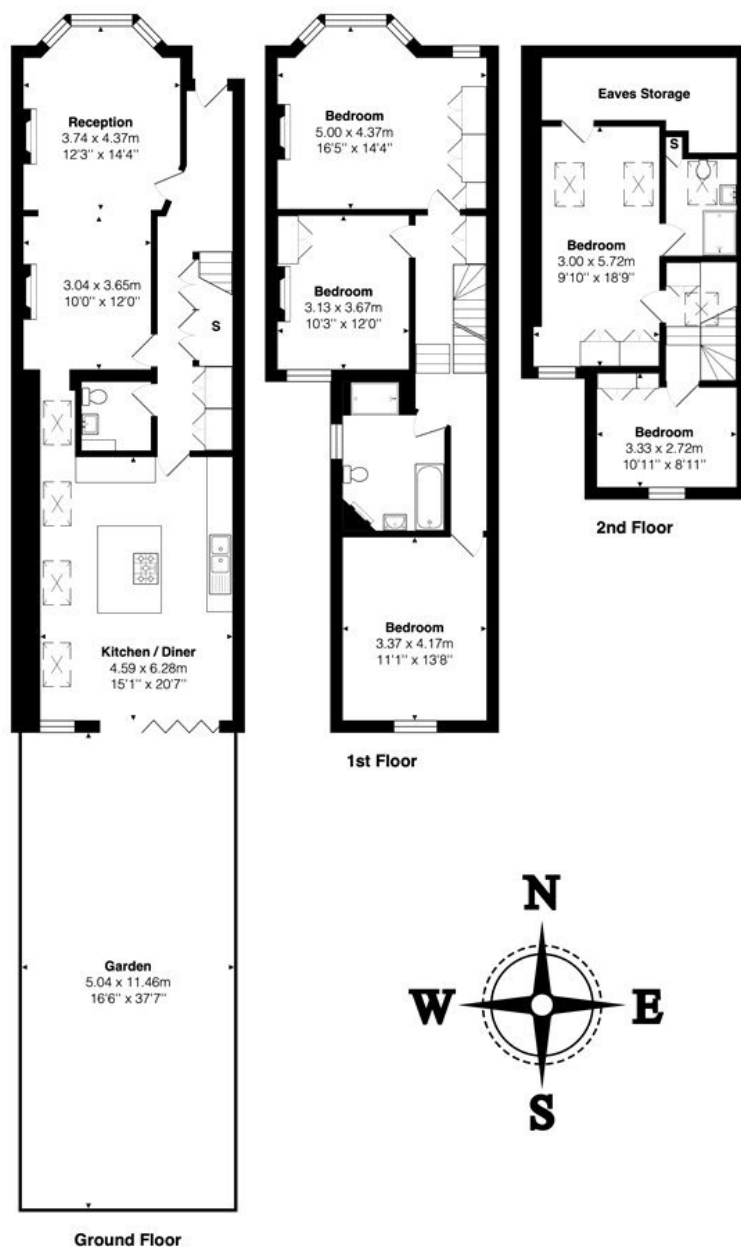 Reception
3.74 x 4.37m
12'3'' x 14'4''
3.04 x 3.65m
10'0'' x 12'0''
S
Kitchen / Diner
4.59 x 6.28m
15'1'' x 20'7''
Garden
5.04 x 11.46m
16'6'' x 37'7''
Ground Floor
Bedroom
5.00 x 4.37m
16'5'' x 14'4''
Bedroom
3.13 x 3.67m
10'3'' x 12'0''
Bedroom
3.37 x 4.17m
11'1'' x 13'8''
1st Floor
Eaves Storage
S
Bedroom
3.00 x 5.72m
9'10'' x 18'9''
Bedroom
3.33 x 2.72m
10'11'' x 8'11''
2nd Floor
N
W
E
S